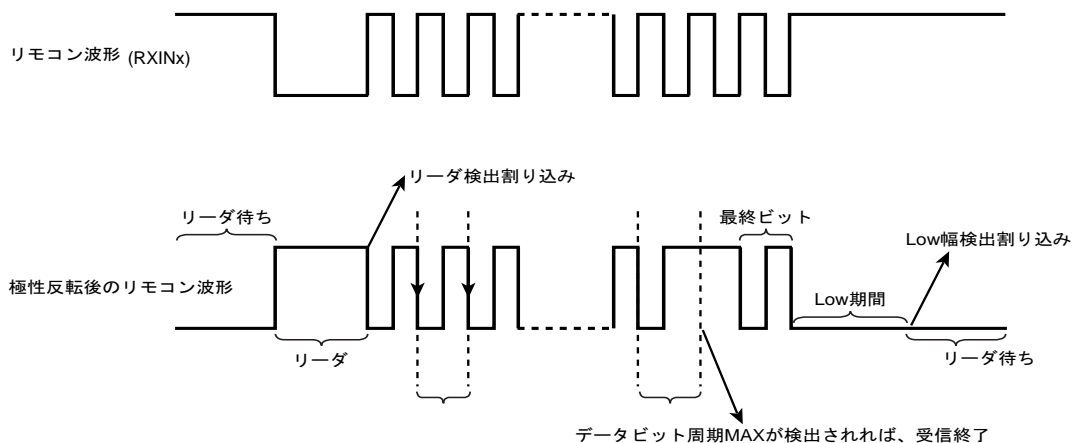 リモコン波形 (RXINx)
リーダ検出割り込み
リーダ待ち
最終ビット
Low幅検出割り込み
極性反転後のリモコン波形
Low期間
リーダ
リーダ待ち
データビット周期MAXが検出されれば、受信終了